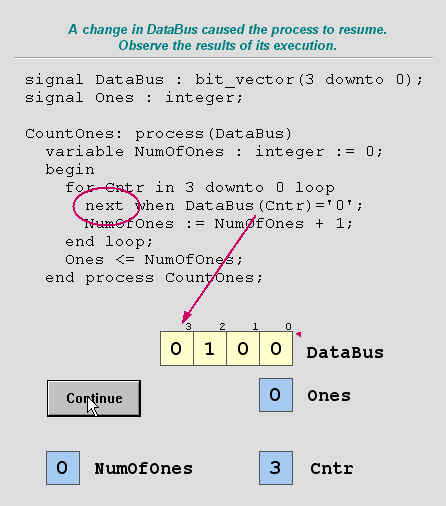 A change in DataBus caused the process to resume.
Observe the results of its execution.
signal DataBus : bit_vector(3 downto 0);
signal Ones : integer;
CountOnes: process(DataBus)
variable NumOfOnes : integer := 0;
begin
for Cntr in 3 downto 0 loop
next when DataBus(Cntr)='0';
NumOfOnes := NumOfOnes + 1;
end loop;
Ones <= NumOfOnes;
end process CountOnes;
3 2 1 0
0 1 0 0 DataBus
Continue 0 Ones
0 NumOfOnes 3 Cntr